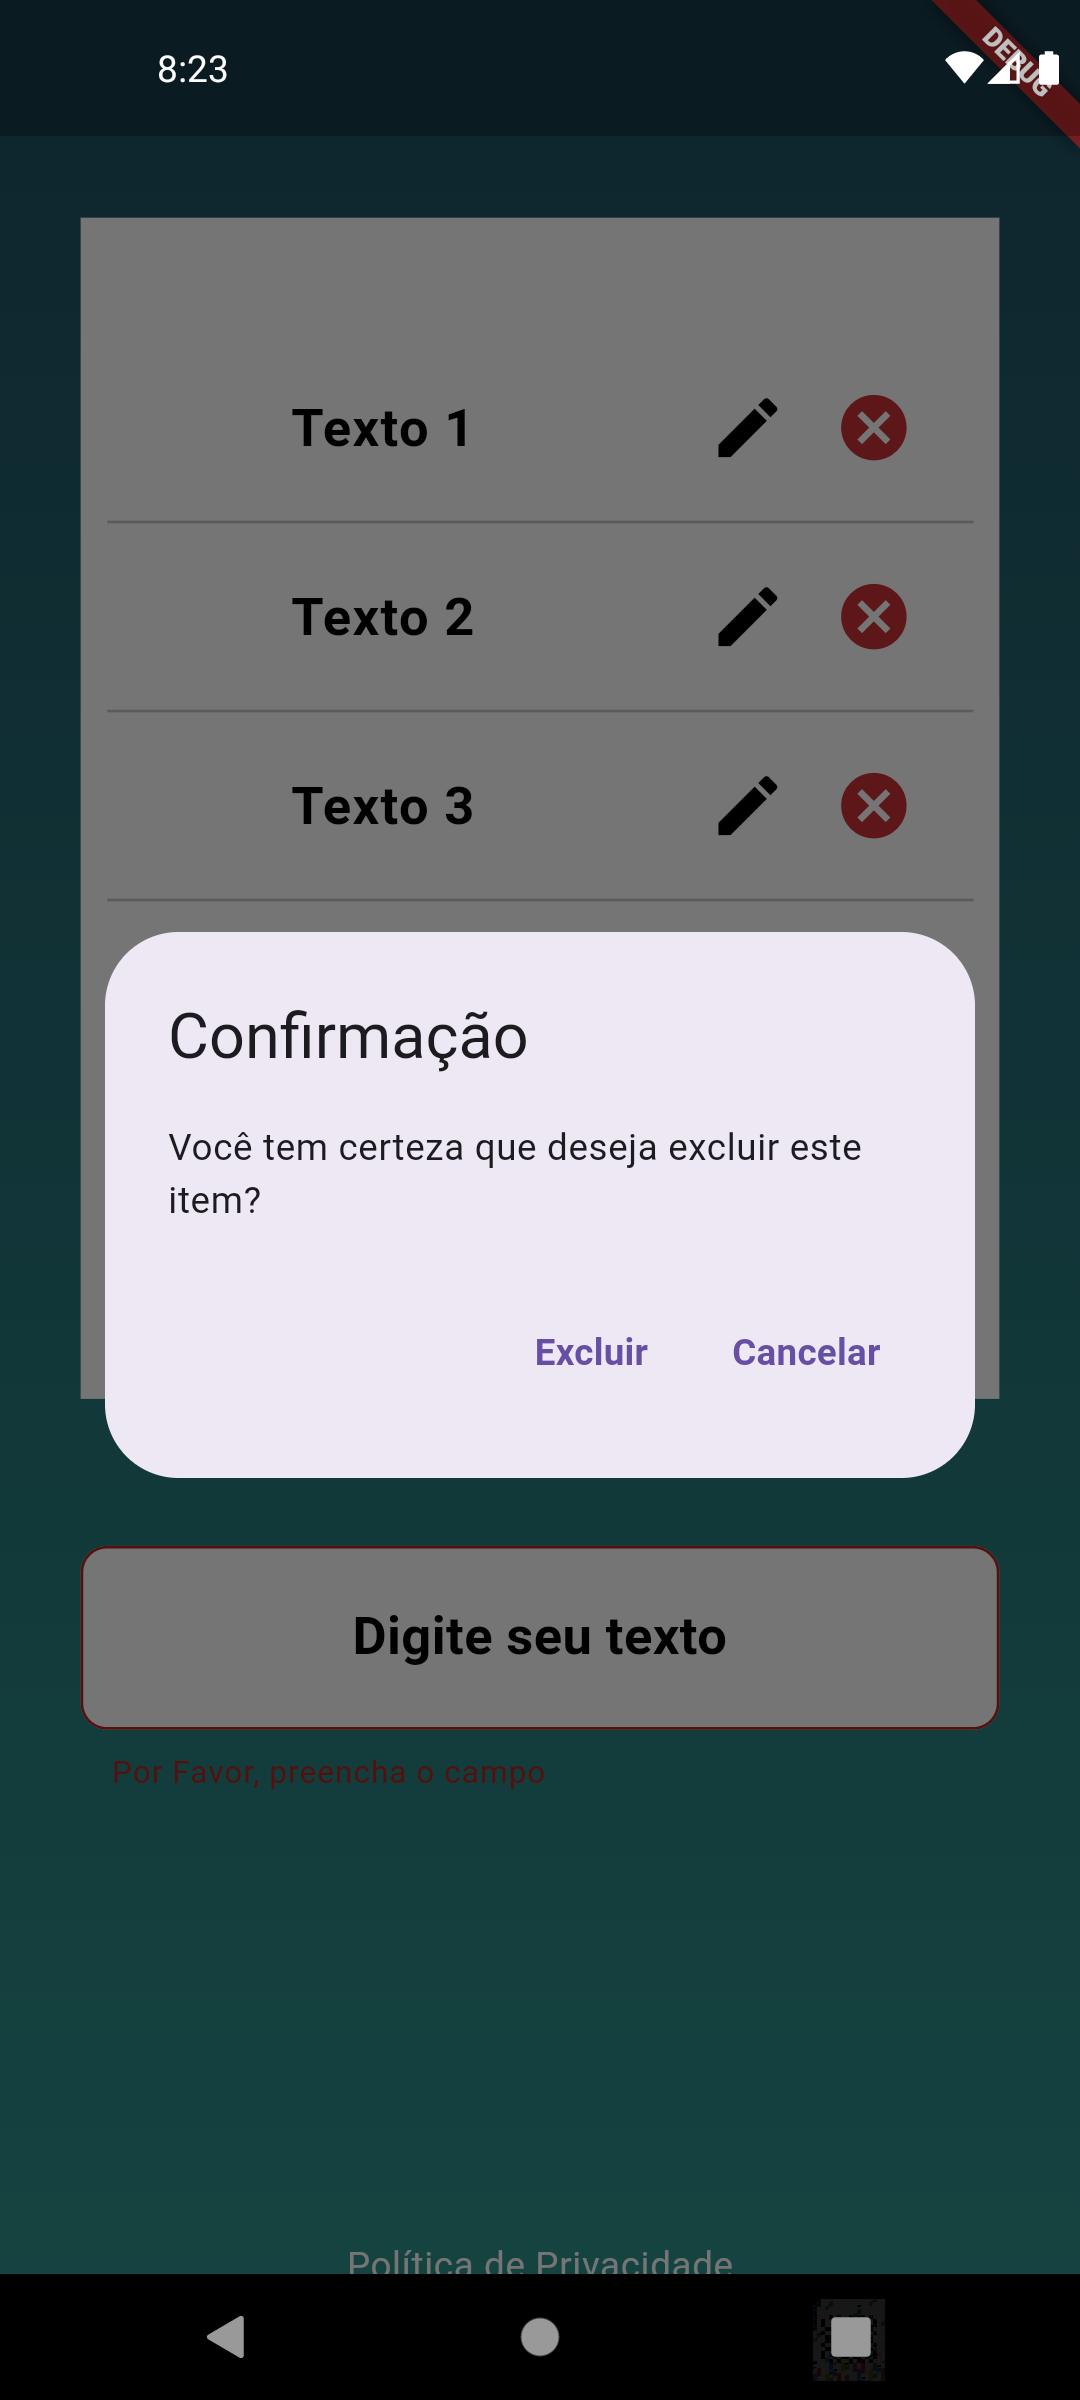 8:23
DEBUG
Texto 1
Texto 2
Texto 3
Confirmação
Você tem certeza que deseja excluir este
item?
Excluir Cancelar
Digite seu texto
Por Favor, preencha o campo
Política de Privacidade